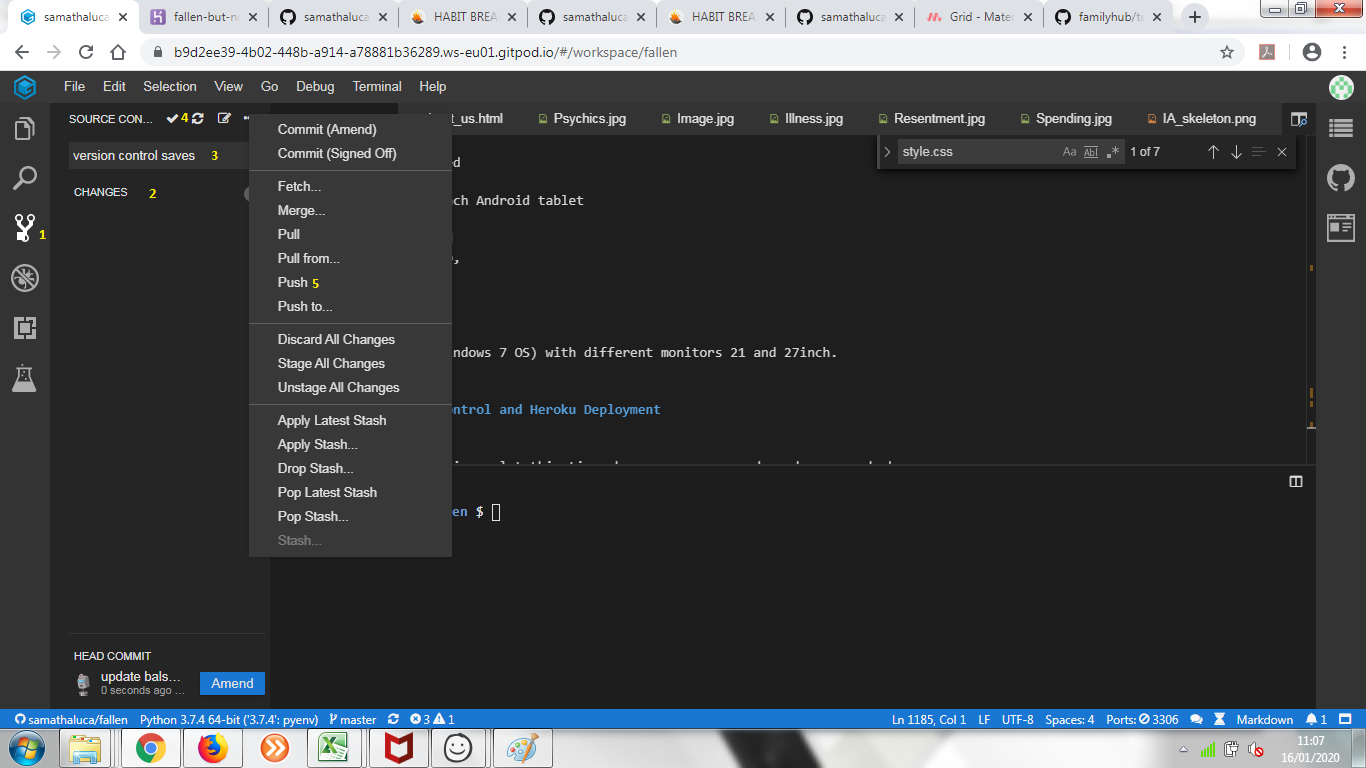 samathaluca
fallen-but-n
samathaluca
HABIT BREA
samathaluca
HABIT BREA
samathaluca
Grid - Mater
familyhub/te
b9d2ee39-4b02-448b-a914-a78881b36289.ws-eu01.gitpod.io/#/workspace/fallen
File Edit Selection View Go Debug Terminal Help
SOURCE CON... 4
t_us.html Psychics.jpg Image.jpg Illness.jpg Resentment.jpg Spending.jpg IA_skeleton.png
version control saves 3
style.css Aa Abl .* 1 of 7
CHANGES 2
1
Commit (Amend)
Commit (Signed Off)
Fetch...
Merge...
Pull
Pull from...
Push 5
Push to...
Discard All Changes
Stage All Changes
Unstage All Changes
Apply Latest Stash
Apply Stash...
Drop Stash...
Pop Latest Stash
Pop Stash...
Stash...
ed
ch Android tablet
ndows 7 OS) with different monitors 21 and 27inch.
ntrol and Heroku Deployment
en $
HEAD COMMIT
update bals...
0 seconds ago ...
Amend
samathaluca/fallen Python 3.7.4 64-bit ('3.7.4': pyenv) master 3 1 Ln 1185, Col 1 LF UTF-8 Spaces: 4 Ports: 3306 Markdown 1
11:07
16/01/2020